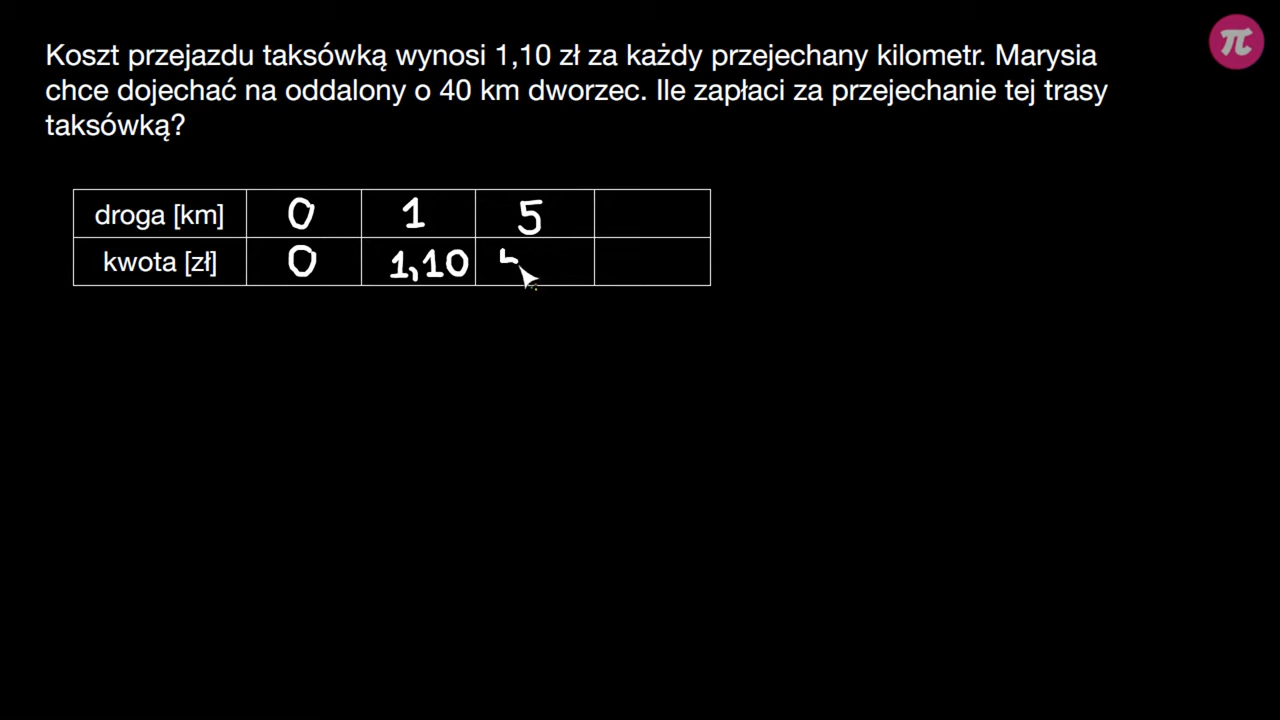 Koszt przejazdu taksówką wynosi 1,10 zł za każdy przejechany kilometr. Marysia
chce dojechać na oddalony o 40 km dworzec. Ile zapłaci za przejechanie tej trasy
taksówką?
droga [km] 0 1 5
kwota [zł] 0 1,10
π